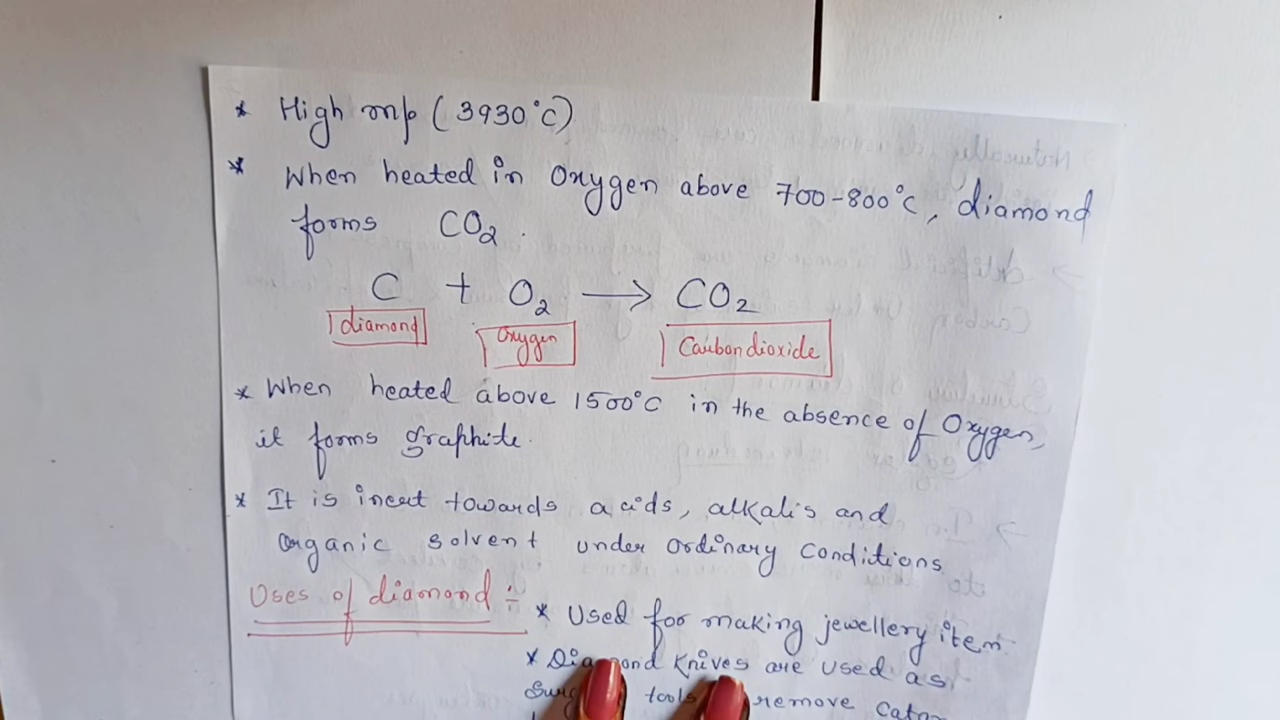 * High m/p (3930°C)
* When heated in Oxygen above 700-800°C, diamond
forms CO₂.
C + O₂ → CO₂
diamond Oxygen Carbondioxide
* When heated above 1500°C in the absence of Oxygen,
it forms graphite.
* It is inert towards acids, alkalis and
organic solvent under ordinary conditions
Uses of diamond :-
* Used for making jewellery item.
* Diamond Knives are used as
tools remove